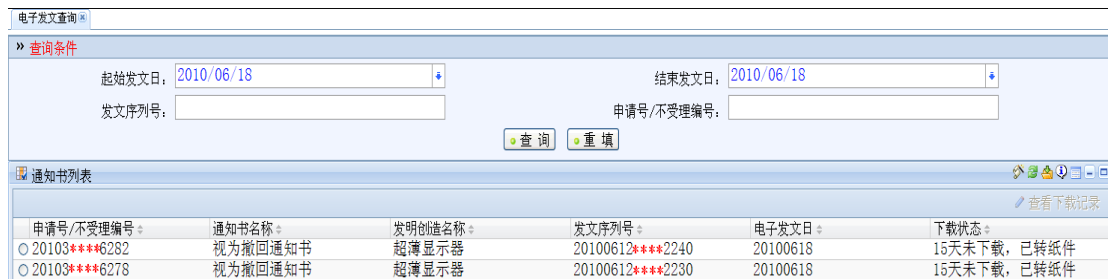 电子发文查询
» 查询条件
起始发文日： 2010/06/18 结束发文日： 2010/06/18
发文序列号： 申请号/不受理编号：
查 询 重 填
通知书列表
查看下载记录
申请号/不受理编号 通知书名称 发明创造名称 发文序列号 电子发文日 下载状态
20103****6282 视为撤回通知书 超薄显示器 20100612****2240 20100618 15天未下载，已转纸件
20103****6278 视为撤回通知书 超薄显示器 20100612****2230 20100618 15天未下载，已转纸件